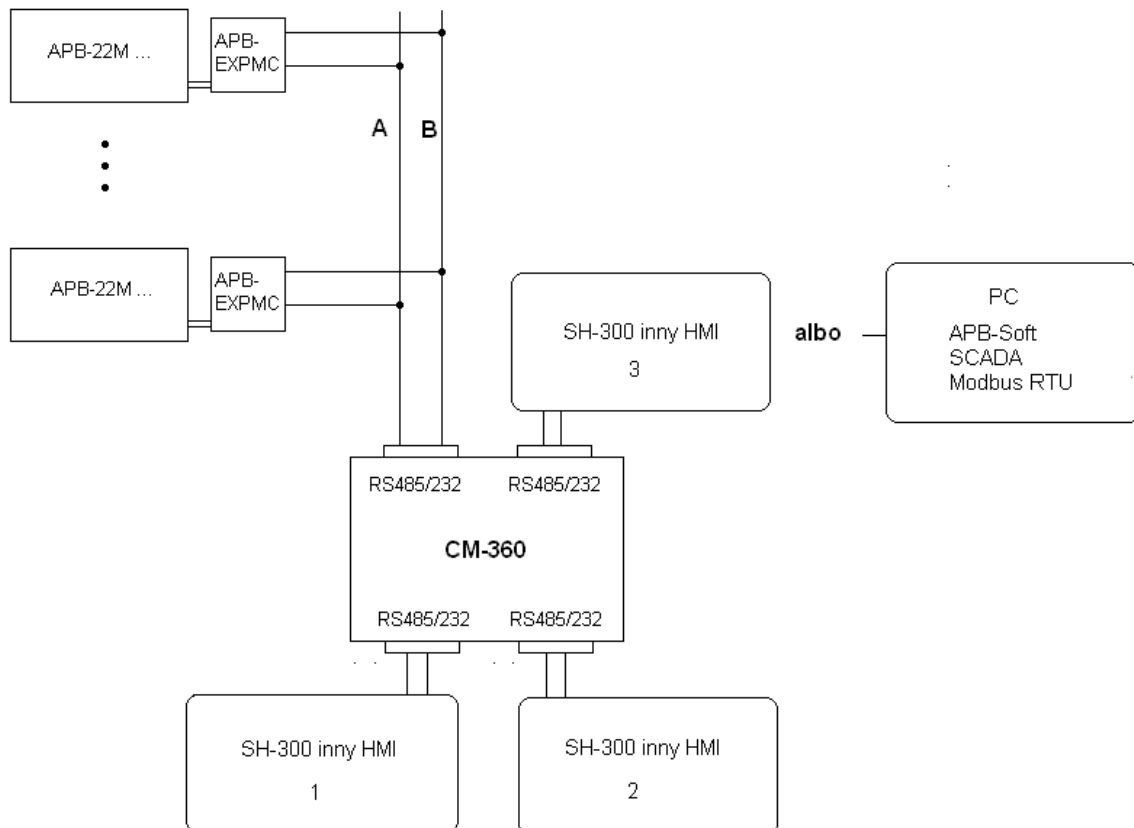 APB-22M ...
APB-
EXPMC
A
B
APB-22M ...
APB-
EXPMC
SH-300 inny HMI
3
albo
PC
APB-Soft
SCADA
Modbus RTU
RS485/232
RS485/232
CM-360
RS485/232
RS485/232
SH-300 inny HMI
1
SH-300 inny HMI
2